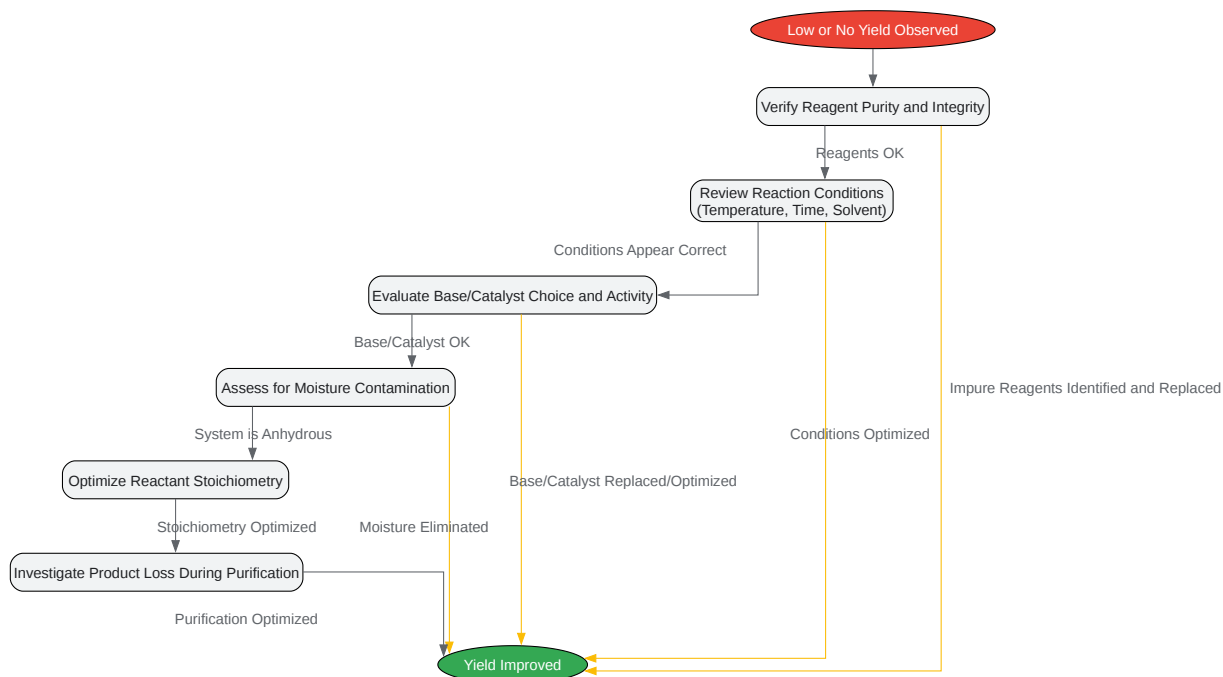 Low or No Yield Observed
Verify Reagent Purity and Integrity
Reagents OK
Review Reaction Conditions
(Temperature, Time, Solvent)
Conditions Appear Correct
Evaluate Base/Catalyst Choice and Activity
Base/Catalyst OK
Assess for Moisture Contamination
Impure Reagents Identified and Replaced
System is Anhydrous
Conditions Optimized
Optimize Reactant Stoichiometry
Base/Catalyst Replaced/Optimized
Stoichiometry Optimized
Moisture Eliminated
Investigate Product Loss During Purification
Purification Optimized
Yield Improved